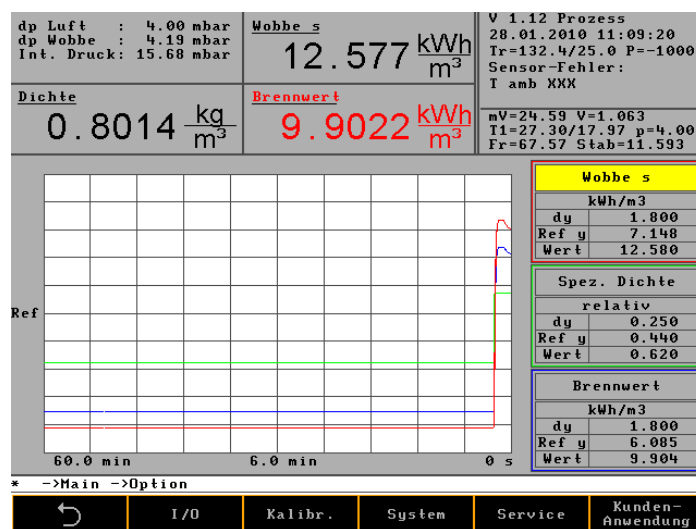 dp Luft : 4.00 mbar
dp Wobbe : 4.19 mbar
Int. Druck: 15.68 mbar
Wobbe s
12.577 kWh/m³
V 1.12 Prozess
28.01.2010 11:09:20
Tr=132.4/25.0 P=-1000
Sensor-Fehler:
T amb XXX
Dichte
0.8014 kg/m³
Brennwert
9.9022 kWh/m³
mV=24.59 V=1.063
T1=27.30/17.97 p=4.00
Fr=67.57 Stab=11.593
Wobbe s
kWh/m3
dy 1.800
Ref y 7.148
Wert 12.580
Spez. Dichte
relativ
dy 0.250
Ref y 0.440
Wert 0.620
Brennwert
kWh/m3
dy 1.800
Ref y 6.085
Wert 9.904
Ref
60.0 min 6.0 min 0 s
* ->Main ->Option
I/O Kalibr. System Service Kunden-
Anwendung